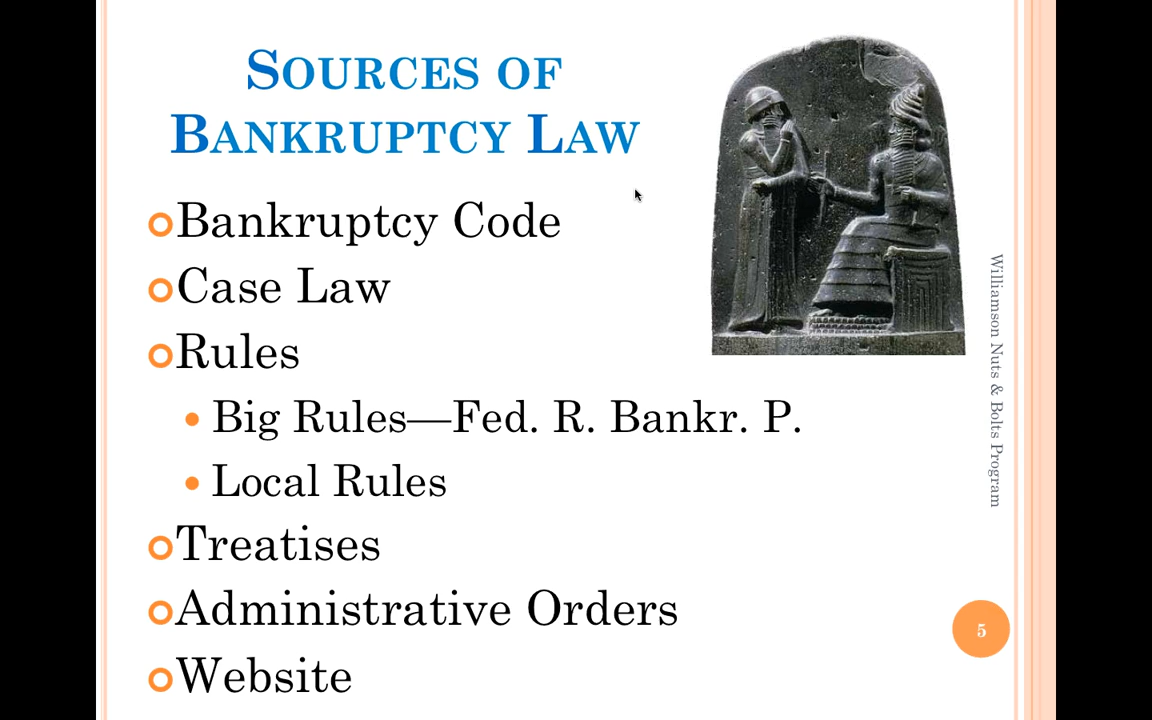 SOURCES OF
BANKRUPTCY LAW
Bankruptcy Code
Case Law
Rules
Big Rules—Fed. R. Bankr. P.
Local Rules
Treatises
Administrative Orders
Website
Williamson Nuts & Bolts Program
5